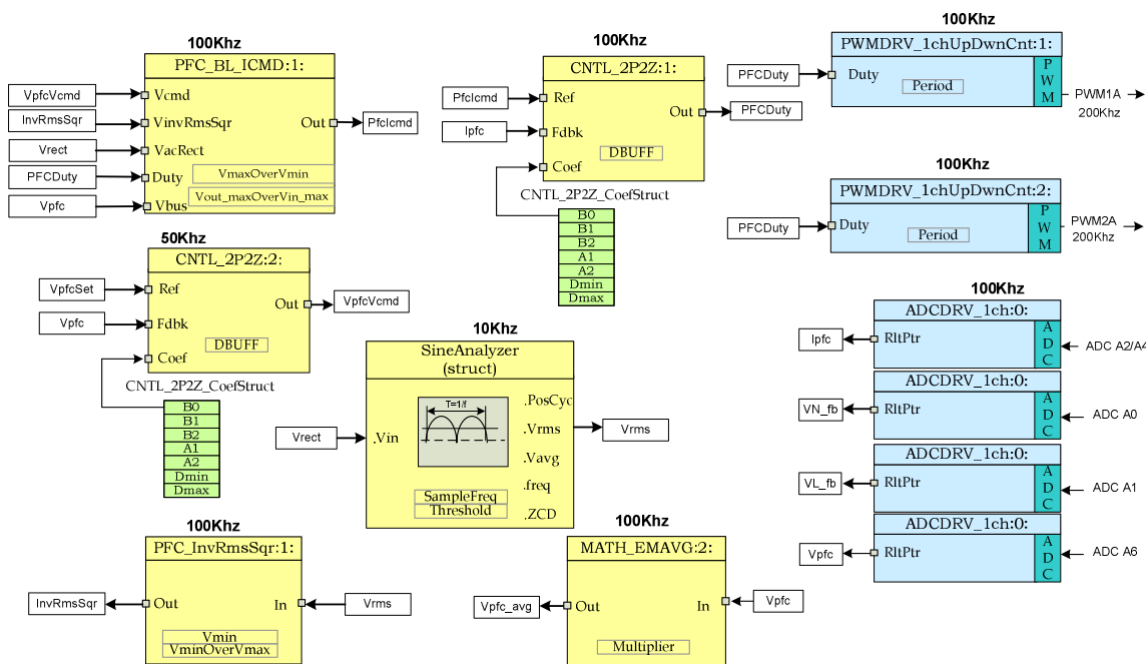 100Khz
PFC_BL_ICMD:1:
VpfcVcmd
Vcmd
InvRmsSqr
VinvRmsSqr
Out
PfcIcmd
Vrect
VacRect
PFCDuty
Duty
VmaxOverVmin
Vpfc
Vbus
Vout_maxOverVin_max
100Khz
CNTL_2P2Z:1:
PfcIcmd
Ref
Out
PFCDuty
Ipfc
Fdbk
DBUFF
Coef
CNTL_2P2Z_CoefStruct
B0
B1
B2
A1
A2
Dmin
Dmax
100Khz
PWMDRV_1chUpDwnCnt:1:
PFCDuty
Duty
Period
P
W
M
PWM1A
200Khz
100Khz
PWMDRV_1chUpDwnCnt:2:
PFCDuty
Duty
Period
P
W
M
PWM2A
200Khz
50Khz
CNTL_2P2Z:2:
VpfcSet
Ref
Out
VpfcVcmd
Vpfc
Fdbk
DBUFF
Coef
CNTL_2P2Z_CoefStruct
B0
B1
B2
A1
A2
Dmin
Dmax
10Khz
SineAnalyzer
(struct)
T=1/f
Vrect
.Vin
.PosCyc
.Vrms
.Vavg
.freq
.ZCD
Vrms
SampleFreq
Threshold
100Khz
ADCDRV_1ch:0:
Ipfc
RltPtr
A
D
C
ADC A2/A4
ADCDRV_1ch:0:
VN_fb
RltPtr
A
D
C
ADC A0
ADCDRV_1ch:0:
VL_fb
RltPtr
A
D
C
ADC A1
ADCDRV_1ch:0:
Vpfc
RltPtr
A
D
C
ADC A6
100Khz
PFC_InvRmsSqr:1:
InvRmsSqr
Out
In
Vrms
Vmin
VminOverVmax
100Khz
MATH_EMAVG:2:
Vpfc_avg
Out
In
Vpfc
Multiplier